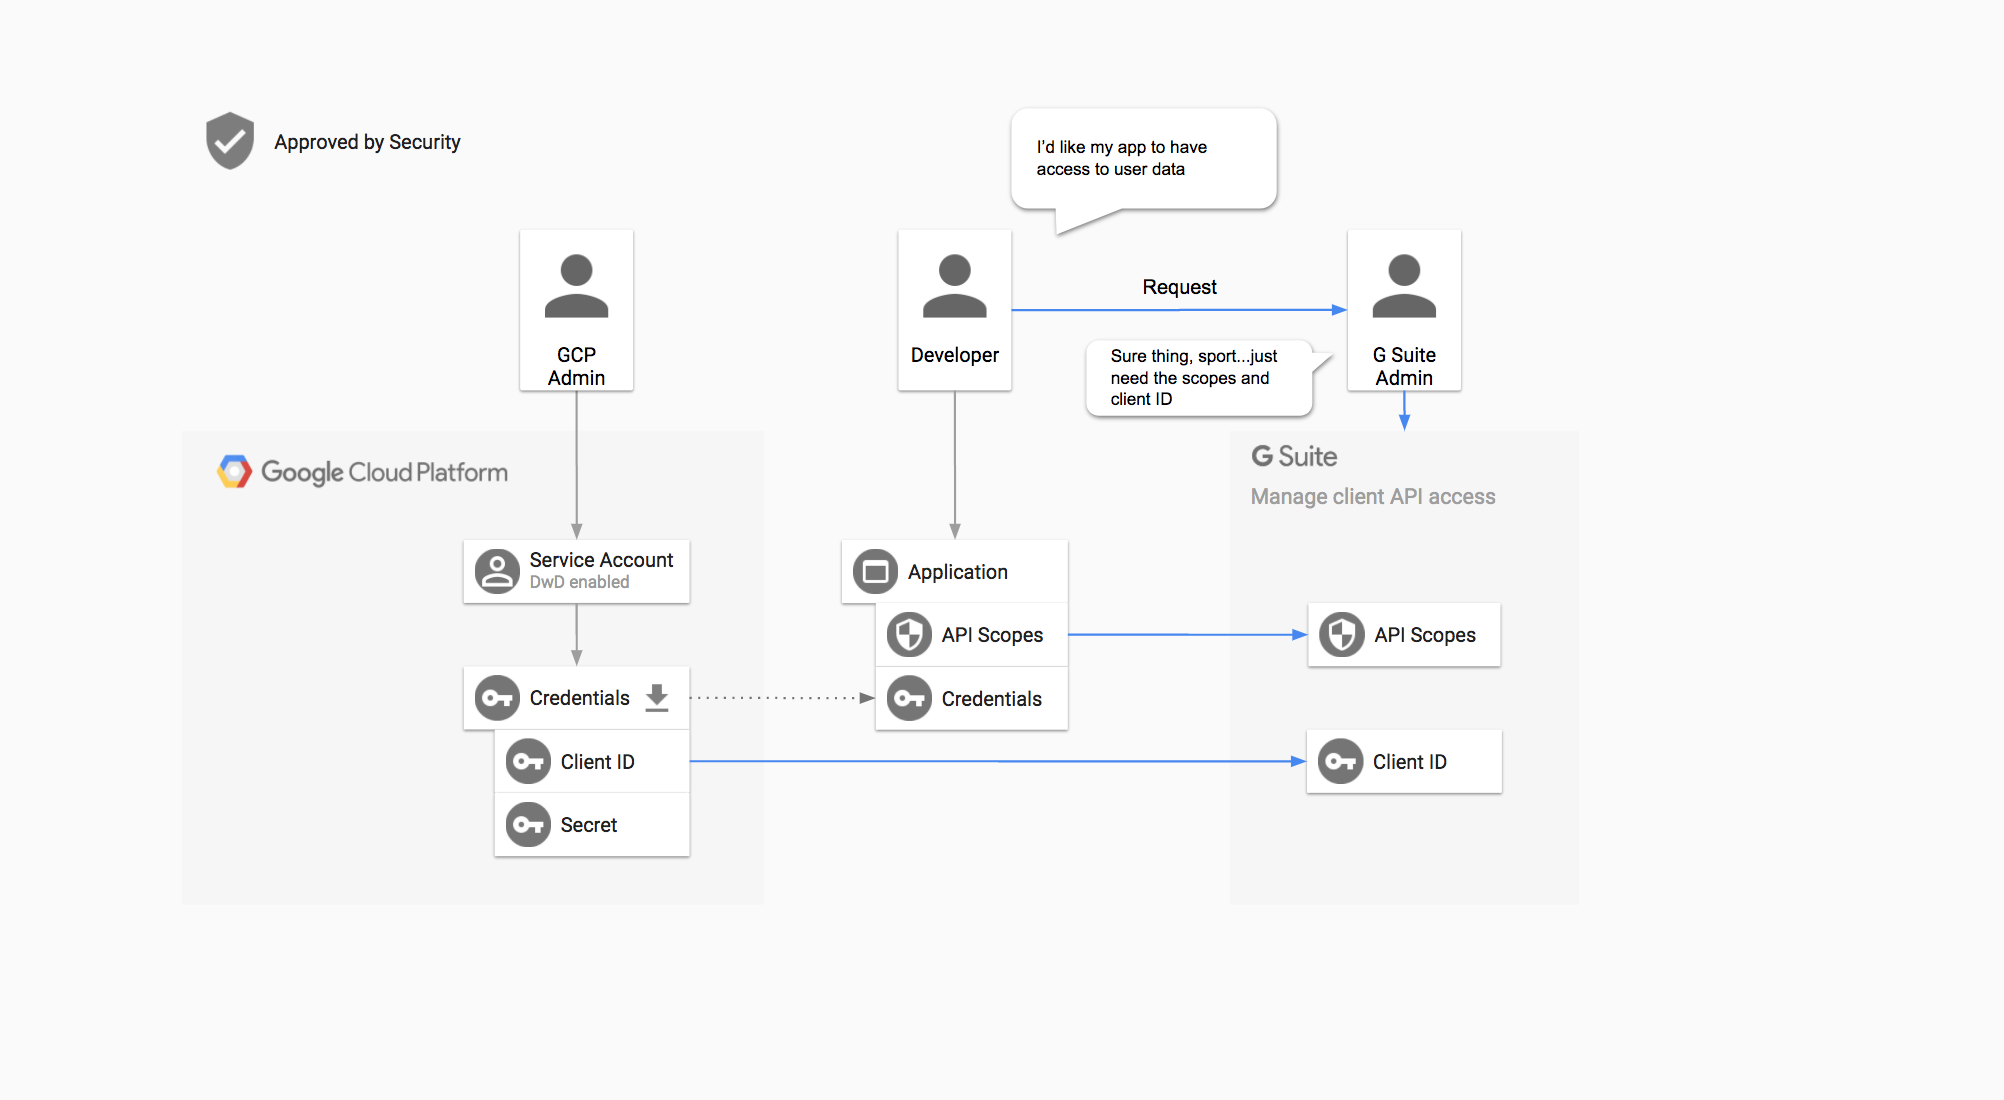 Approved by Security
I'd like my app to have
access to user data
GCP
Admin
Developer
Request
G Suite
Admin
Sure thing, sport...just
need the scopes and
client ID
Google Cloud Platform
G Suite
Manage client API access
Service Account
DwD enabled
Application
API Scopes
API Scopes
Credentials
Credentials
Client ID
Client ID
Secret